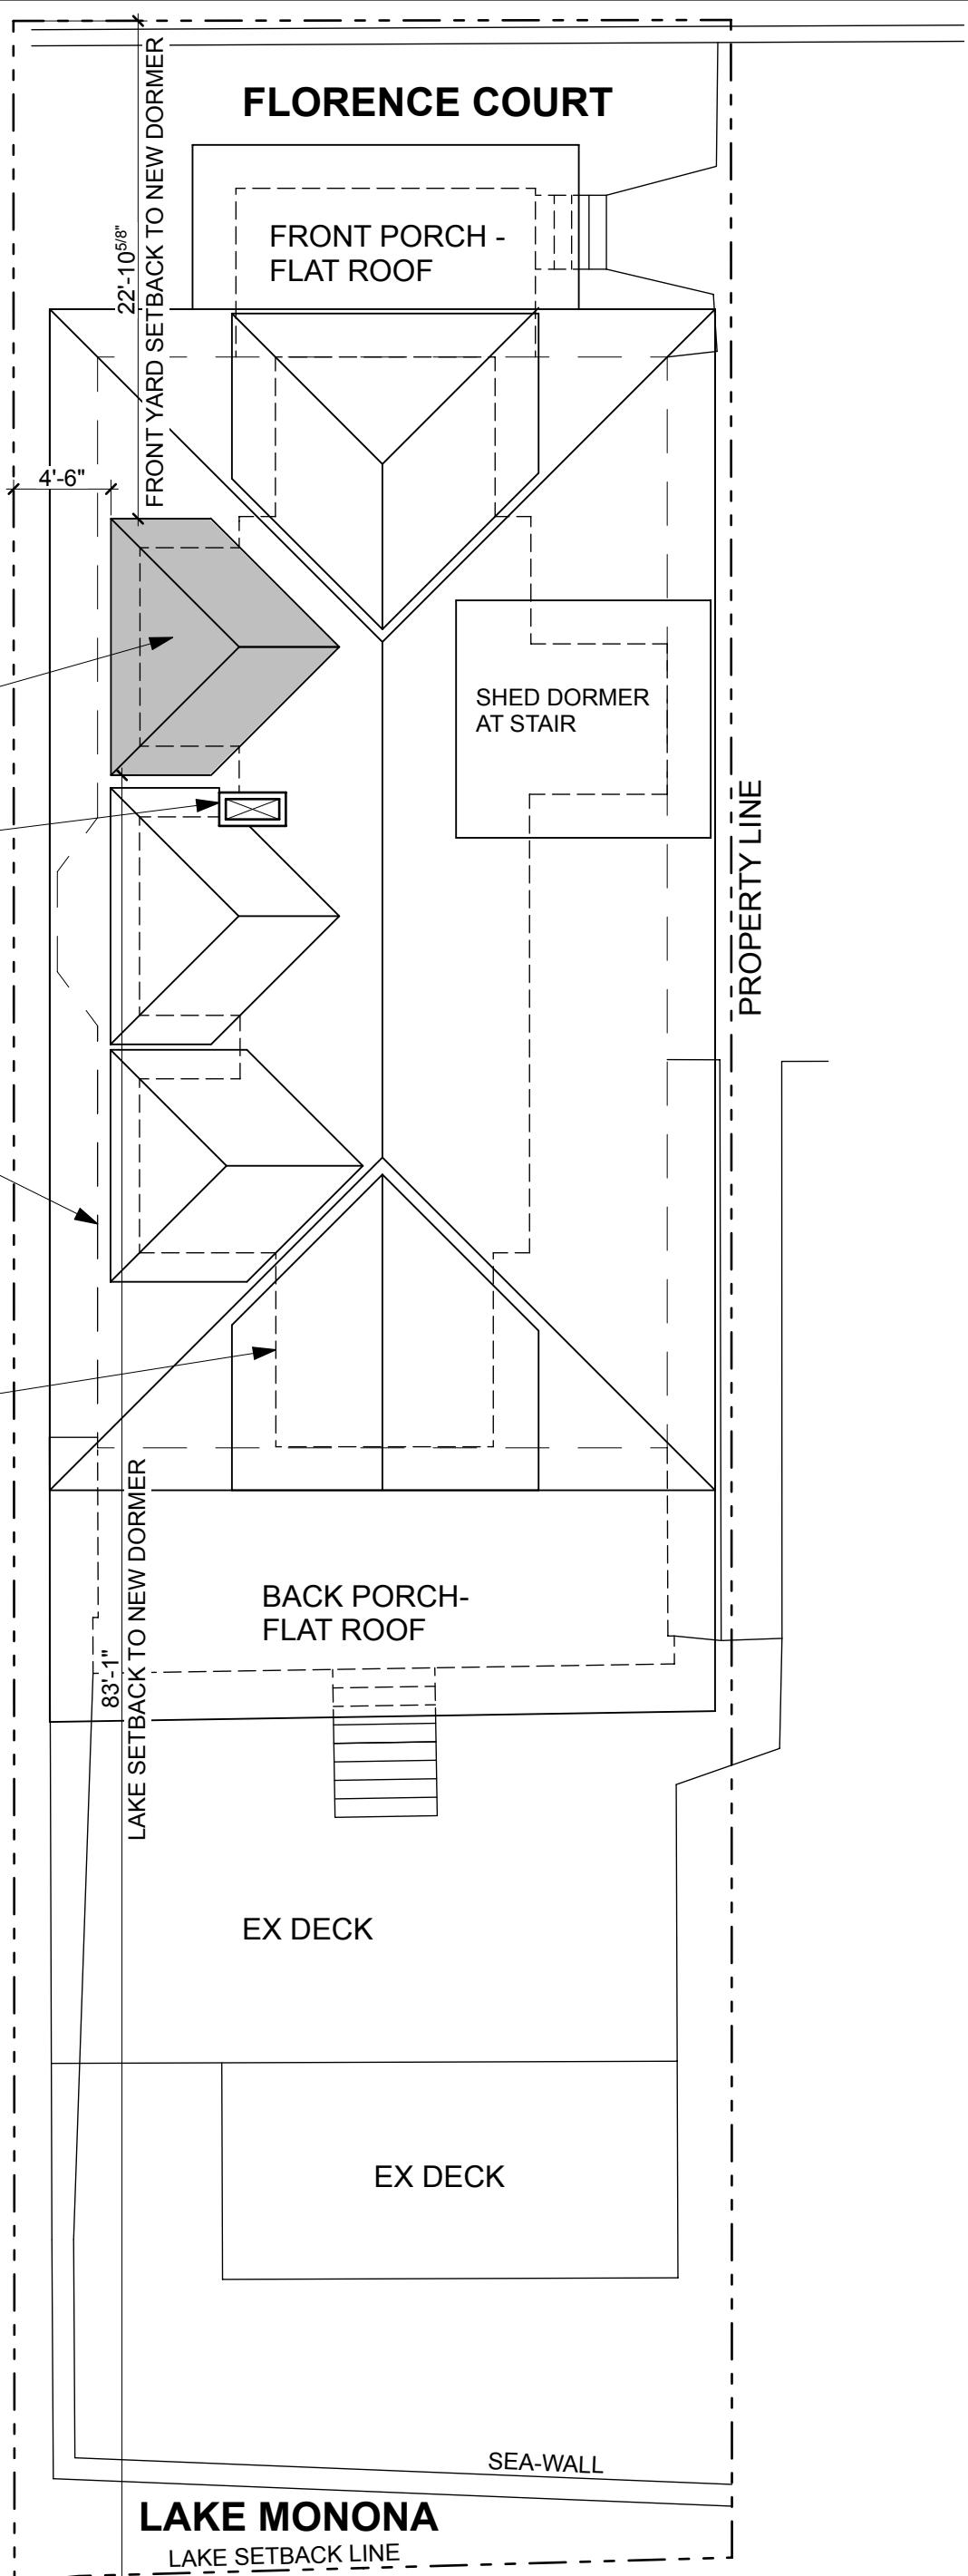 FLORENCE COURT
22'-10 5/8"
FRONT YARD SETBACK TO NEW DORMER
FRONT PORCH -
FLAT ROOF
4'-6"
SHED DORMER
AT STAIR
PROPERTY LINE
BACK PORCH-
FLAT ROOF
83'-1"
LAKE SETBACK TO NEW DORMER
EX DECK
EX DECK
SEA-WALL
LAKE MONONA
LAKE SETBACK LINE